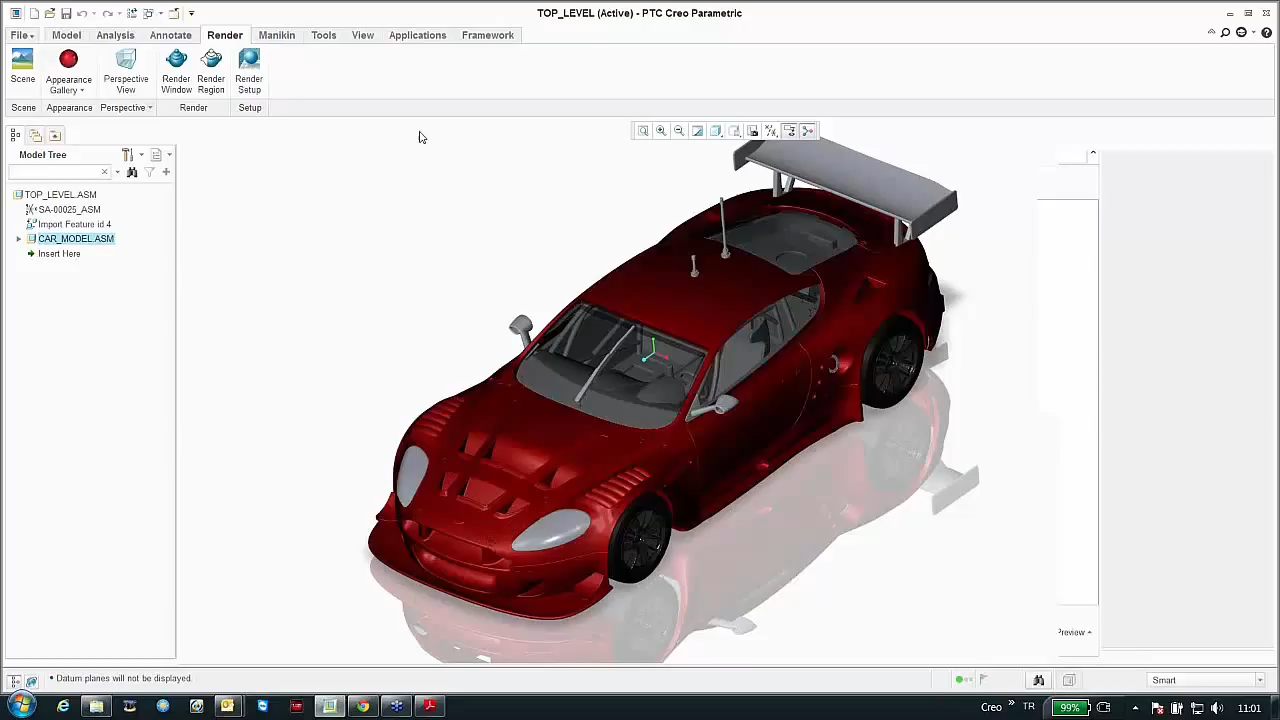 TOP_LEVEL (Active) - PTC Creo Parametric
File Model Analysis Annotate Render Manikin Tools View Applications Framework
Scene Appearance Gallery Perspective View Render Window Render Region Render Setup
Scene Appearance Perspective Render Setup
Model Tree
TOP_LEVEL.ASM
SA-00025_ASM
Import Feature id 4
CAR_MODEL.ASM
Insert Here
Preview
• Datum planes will not be displayed.
Smart
Creo » TR 99% 11:01